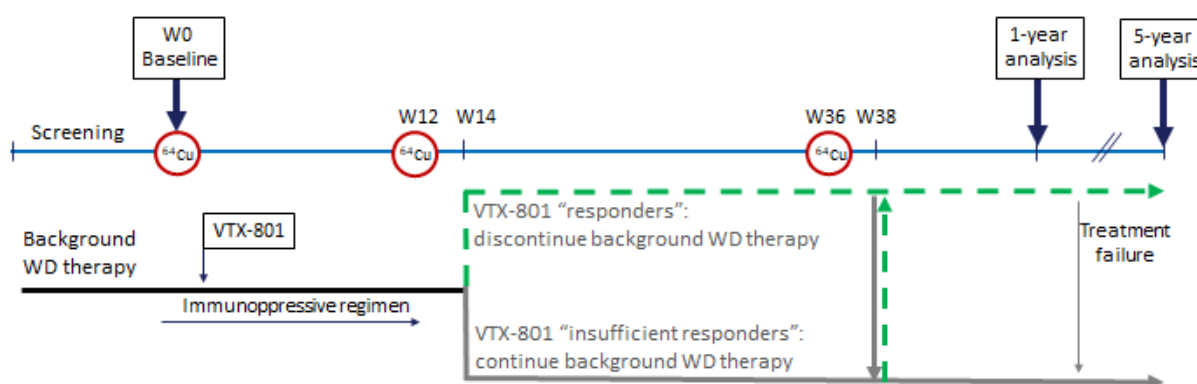 W0
Baseline
1-year
analysis
5-year
analysis
Screening
W12 W14
W36 W38
⁶⁴Cu
⁶⁴Cu
⁶⁴Cu
Background
WD therapy
VTX-801
Immunoppressive regimen
VTX-801 “responders”:
discontinue background WD therapy
Treatment
failure
VTX-801 “insufficient responders”:
continue background WD therapy